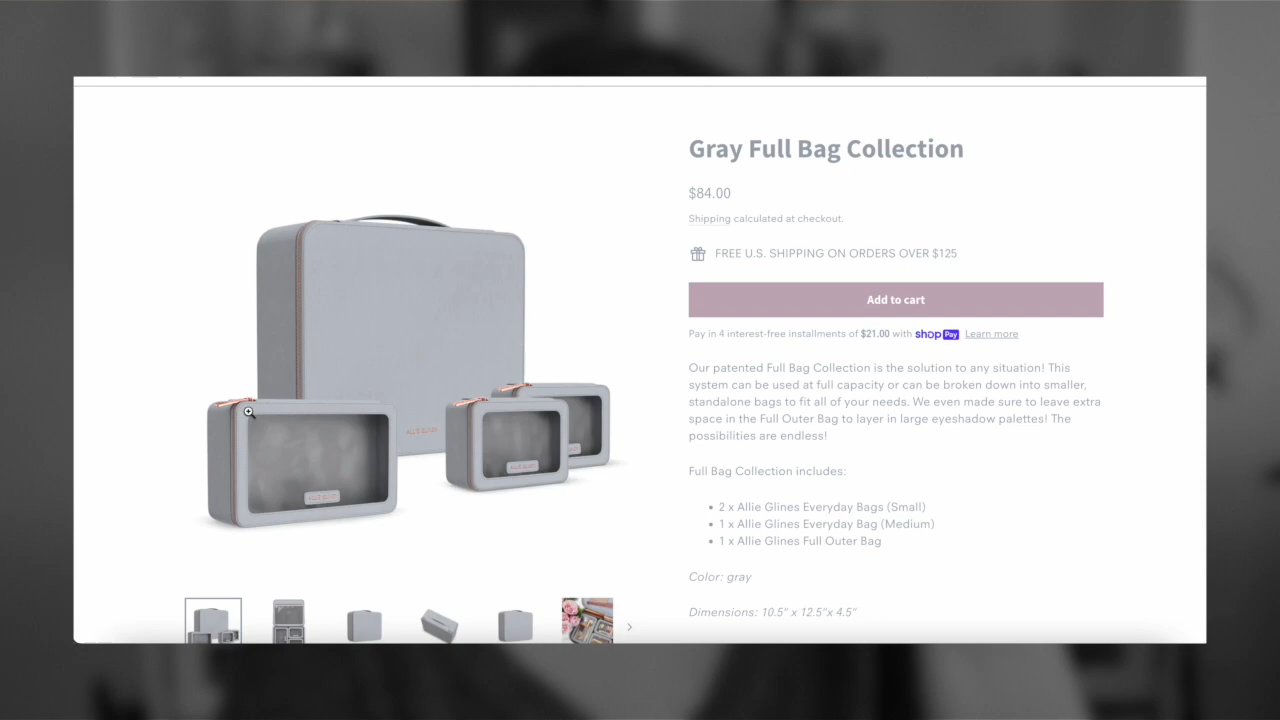 Gray Full Bag Collection
$84.00
Shipping calculated at checkout.
FREE U.S. SHIPPING ON ORDERS OVER $125
Add to cart
Pay in 4 interest-free installments of $21.00 with shop Pay Learn more
Our patented Full Bag Collection is the solution to any situation! This
system can be used at full capacity or can be broken down into smaller,
standalone bags to fit all of your needs. We even made sure to leave extra
space in the Full Outer Bag to layer in large eyeshadow palettes! The
possibilities are endless!
Full Bag Collection includes:
• 2 x Allie Glines Everyday Bags (Small)
• 1 x Allie Glines Everyday Bag (Medium)
• 1 x Allie Glines Full Outer Bag
Color: gray
Dimensions: 10.5" x 12.5"x 4.5"
ALLIE GLINES
ALLIE GLINES
ALLIE GLINES